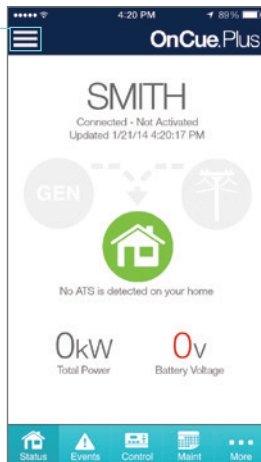 4:20 PM 89%
OnCue.Plus
SMITH
Connected - Not Activated
Updated 1/21/14 4:20:17 PM
GEN
No ATS is detected on your home
0kW 0v
Total Power Battery Voltage
Status Events Control Maint More